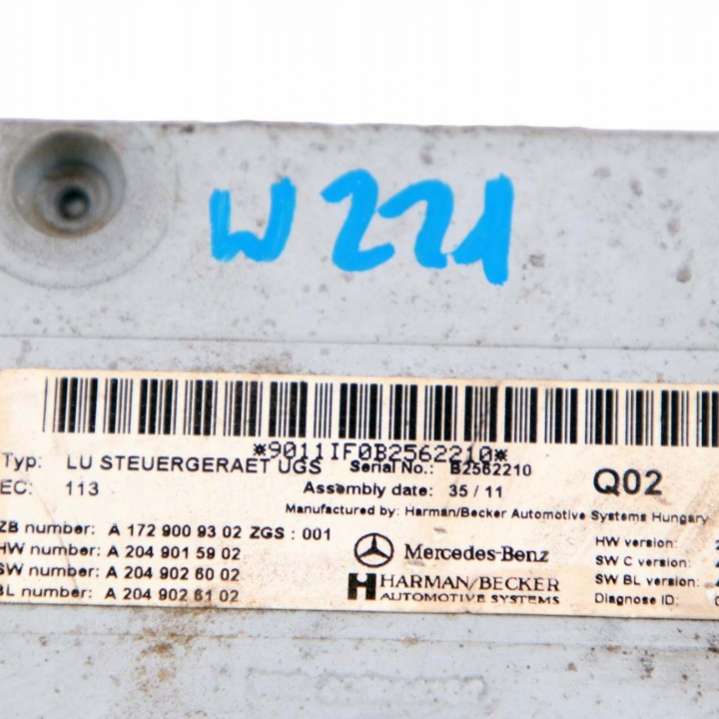 W221
*9011IF0B2562210*
Typ: LU STEUERGERAET UGS Serial No.: B2562210
EC: 113 Assembly date: 35/11 Q02
Manufactured by: Harman/Becker Automotive Systems Hungary
ZB number: A 172 900 93 02 ZGS : 001
HW number: A 204 901 59 02
SW number: A 204 902 60 02
BL number: A 204 902 61 02
Mercedes-Benz
HARMAN/BECKER
AUTOMOTIVE SYSTEMS
HW version:
SW C version:
SW BL version:
Diagnose ID: